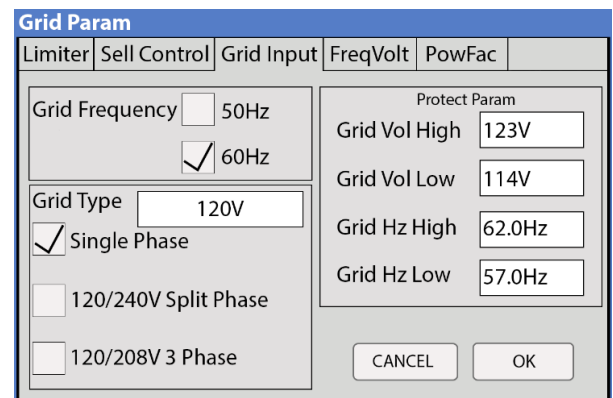 Grid Param
Limiter Sell Control Grid Input FreqVolt PowFac
Grid Frequency 50Hz
60Hz
Grid Type 120V
Single Phase
120/240V Split Phase
120/208V 3 Phase
Protect Param
Grid Vol High 123V
Grid Vol Low 114V
Grid Hz High 62.0Hz
Grid Hz Low 57.0Hz
CANCEL OK